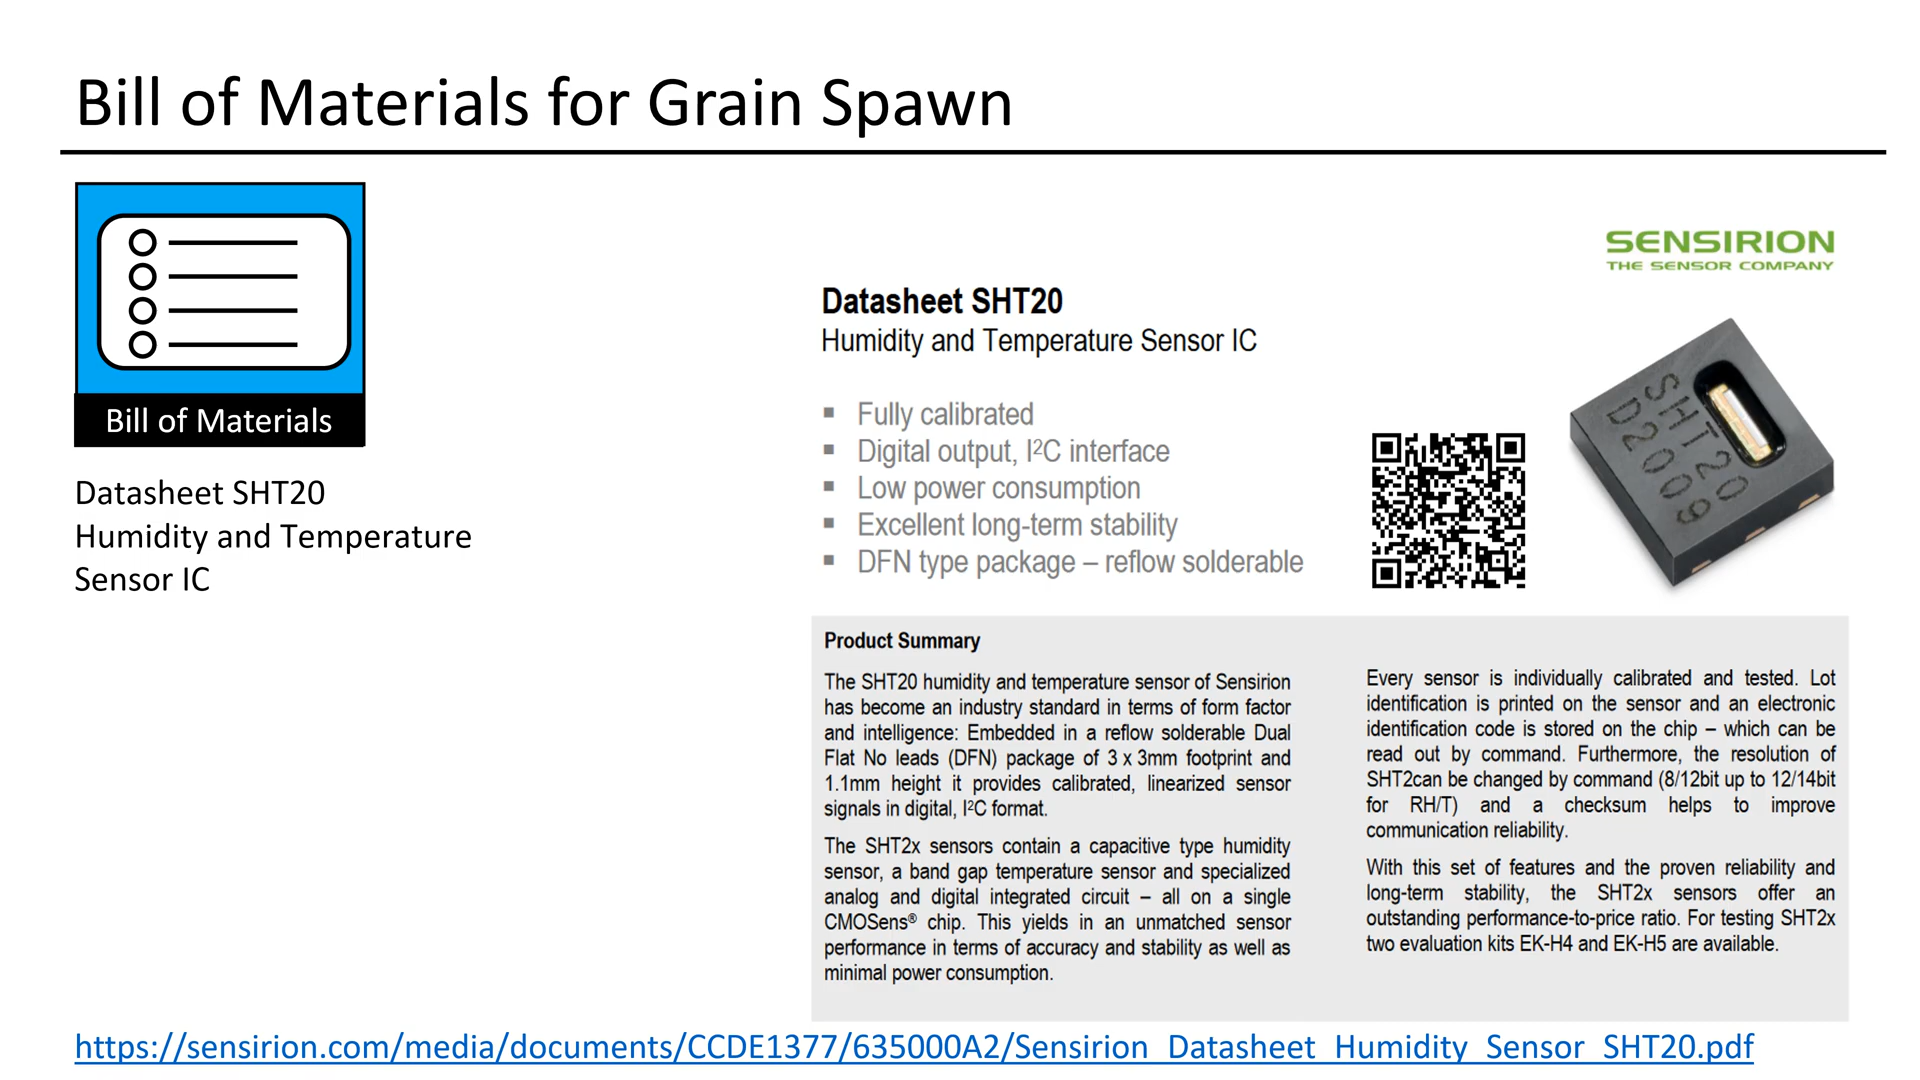 Bill of Materials for Grain Spawn
Bill of Materials
Datasheet SHT20
Humidity and Temperature
Sensor IC
SENSIRION
THE SENSOR COMPANY
Datasheet SHT20
Humidity and Temperature Sensor IC
▪ Fully calibrated
▪ Digital output, I²C interface
▪ Low power consumption
▪ Excellent long-term stability
▪ DFN type package – reflow solderable
SHT20
D209
Product Summary
The SHT20 humidity and temperature sensor of Sensirion
has become an industry standard in terms of form factor
and intelligence: Embedded in a reflow solderable Dual
Flat No leads (DFN) package of 3 x 3mm footprint and
1.1mm height it provides calibrated, linearized sensor
signals in digital, I²C format.
The SHT2x sensors contain a capacitive type humidity
sensor, a band gap temperature sensor and specialized
analog and digital integrated circuit – all on a single
CMOSens® chip. This yields in an unmatched sensor
performance in terms of accuracy and stability as well as
minimal power consumption.
Every sensor is individually calibrated and tested. Lot
identification is printed on the sensor and an electronic
identification code is stored on the chip – which can be
read out by command. Furthermore, the resolution of
SHT2can be changed by command (8/12bit up to 12/14bit
for RH/T) and a checksum helps to improve
communication reliability.
With this set of features and the proven reliability and
long-term stability, the SHT2x sensors offer an
outstanding performance-to-price ratio. For testing SHT2x
two evaluation kits EK-H4 and EK-H5 are available.
https://sensirion.com/media/documents/CCDE1377/635000A2/Sensirion_Datasheet_Humidity_Sensor_SHT20.pdf